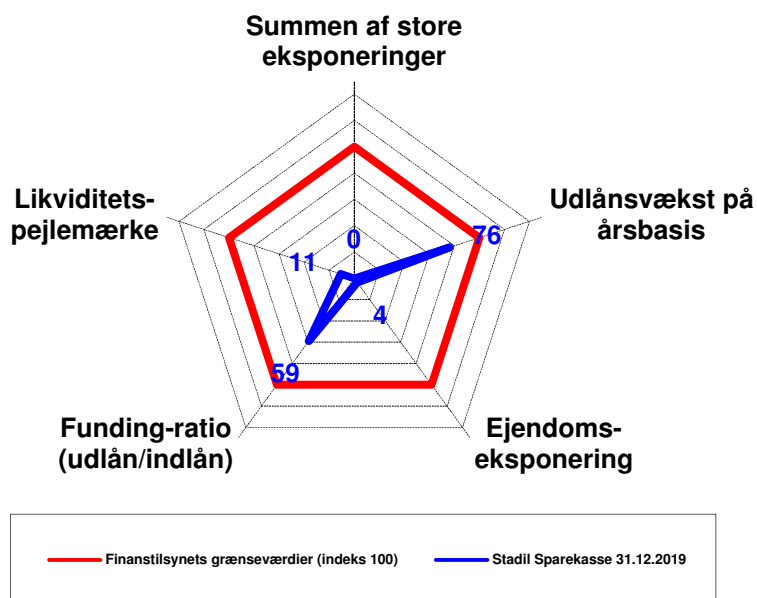 Summen af store
eksponeringer
Likviditets-
pejlemærke
Udlånsvækst på
årsbasis
0
76
11
4
59
Funding-ratio
(udlån/indlån)
Ejendoms-
eksponering
Finanstilsynets grænseværdier (indeks 100)
Stadil Sparekasse 31.12.2019